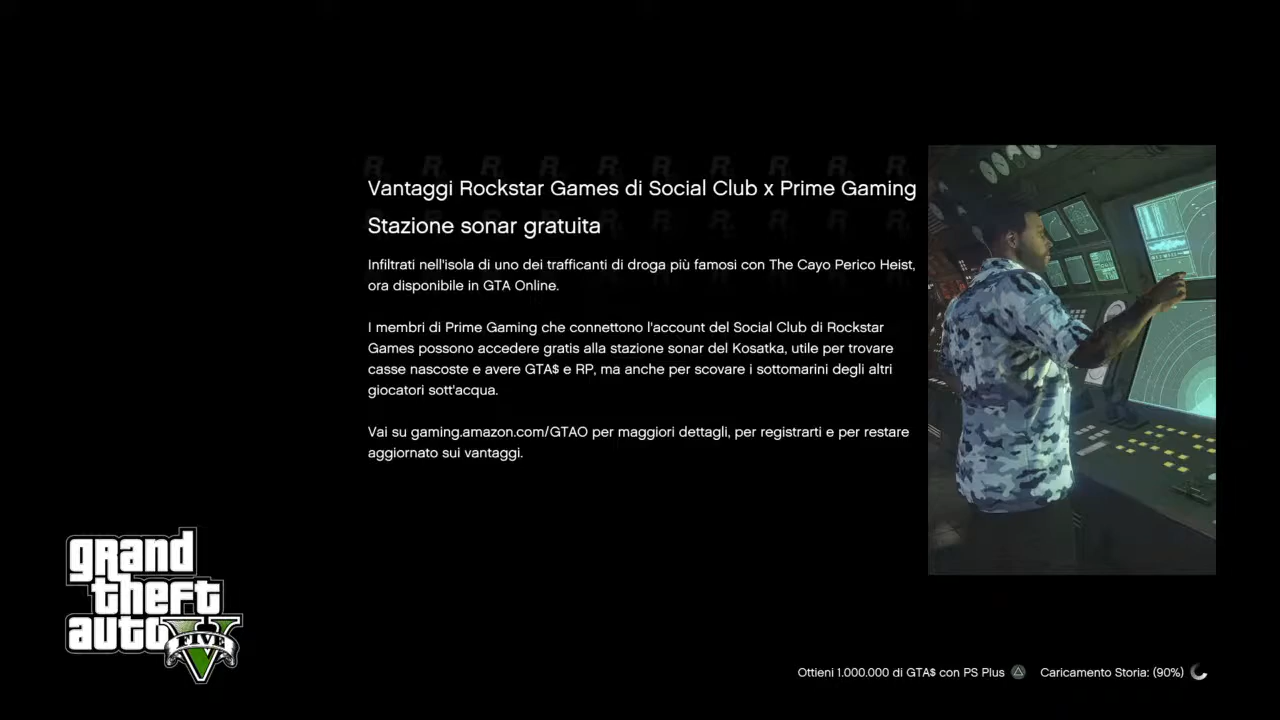 Vantaggi Rockstar Games di Social Club x Prime Gaming
Stazione sonar gratuita
Infiltrati nell'isola di uno dei trafficanti di droga più famosi con The Cayo Perico Heist,
ora disponibile in GTA Online.
I membri di Prime Gaming che connettono l'account del Social Club di Rockstar
Games possono accedere gratis alla stazione sonar del Kosatka, utile per trovare
casse nascoste e avere GTA$ e RP, ma anche per scovare i sottomarini degli altri
giocatori sott'acqua.
Vai su gaming.amazon.com/GTAO per maggiori dettagli, per registrarti e per restare
aggiornato sui vantaggi.
grand
theft
auto V
FIVE
Ottieni 1.000.000 di GTA$ con PS Plus Caricamento Storia: (90%)